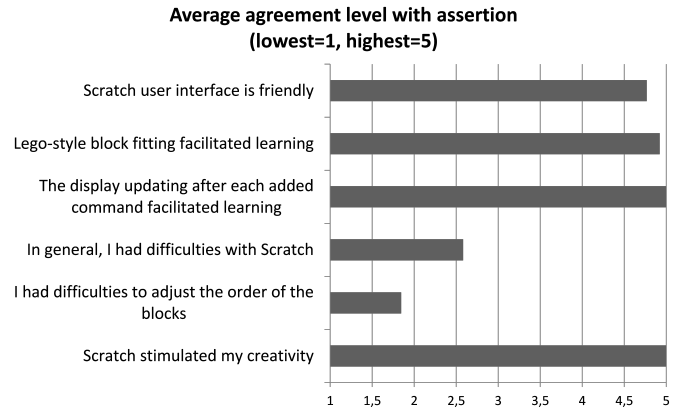 Average agreement level with assertion
(lowest=1, highest=5)
Scratch user interface is friendly
Lego-style block fitting facilitated learning
The display updating after each added
command facilitated learning
In general, I had difficulties with Scratch
I had difficulties to adjust the order of the
blocks
Scratch stimulated my creativity
1 1,5 2 2,5 3 3,5 4 4,5 5